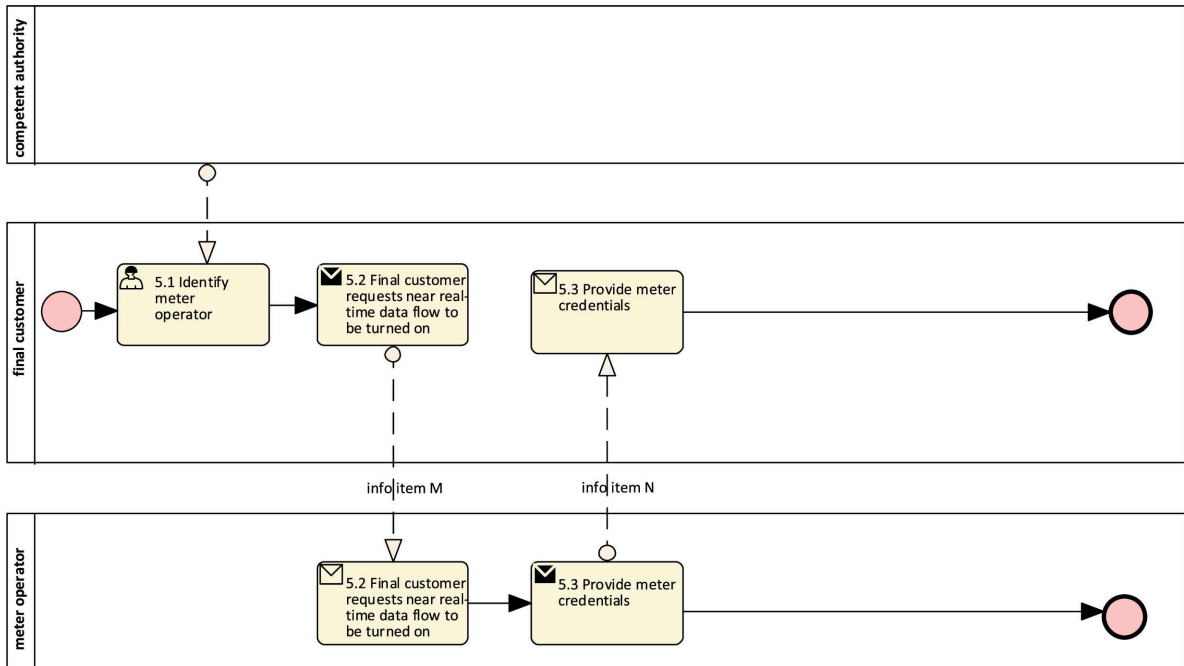 competent authority
final customer
5.1 Identify
meter
operator
5.2 Final customer
requests near real-
time data flow to
be turned on
5.3 Provide meter
credentials
info item M
info item N
meter operator
5.2 Final customer
requests near real-
time data flow to
be turned on
5.3 Provide meter
credentials